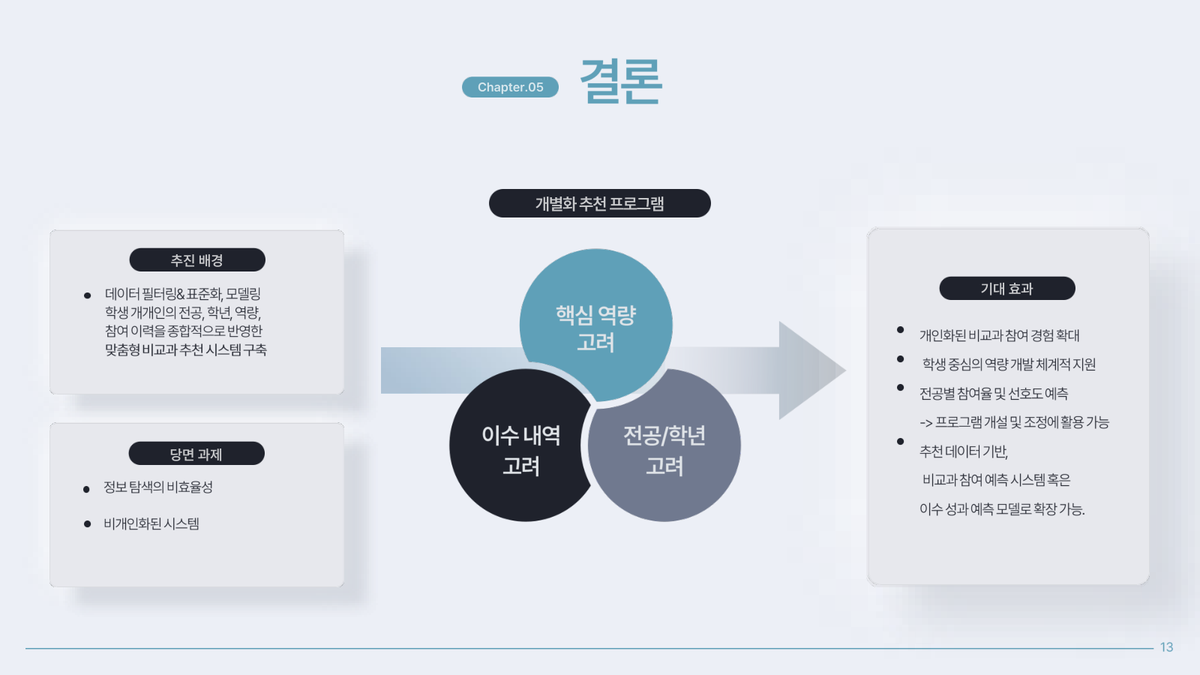 Chapter.05
결론
개별화 추천 프로그램
추진 배경
데이터 필터링& 표준화, 모델링
학생 개개인의 전공, 학년, 역량,
참여 이력을 종합적으로 반영한
맞춤형 비교과 추천 시스템 구축
당면 과제
정보 탐색의 비효율성
비개인화된 시스템
핵심 역량
고려
이수 내역
고려
전공/학년
고려
기대 효과
개인화된 비교과 참여 경험 확대
학생 중심의 역량 개발 체계적 지원
전공별 참여율 및 선호도 예측
-> 프로그램 개설 및 조정에 활용 가능
추천 데이터 기반,
비교과 참여 예측 시스템 혹은
이수 성과 예측 모델로 확장 가능.
13